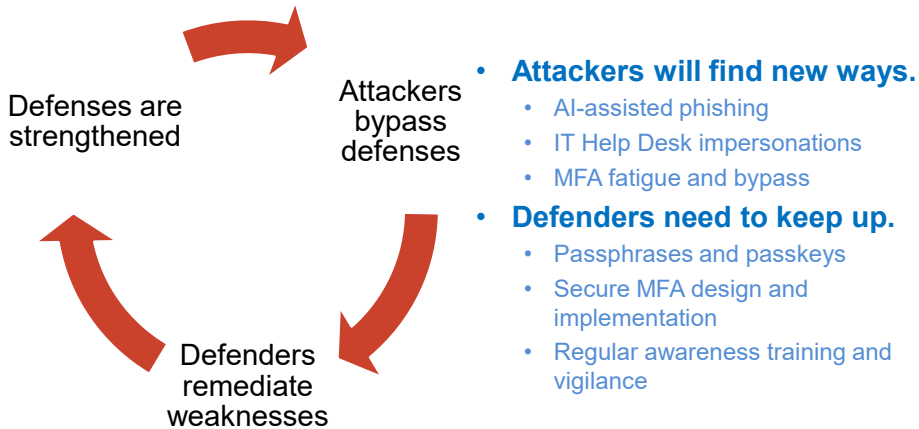 Defenses are
strengthened
Attackers
bypass
defenses
Defenders
remediate
weaknesses
• Attackers will find new ways.
• AI-assisted phishing
• IT Help Desk impersonations
• MFA fatigue and bypass
• Defenders need to keep up.
• Passphrases and passkeys
• Secure MFA design and
implementation
• Regular awareness training and
vigilance